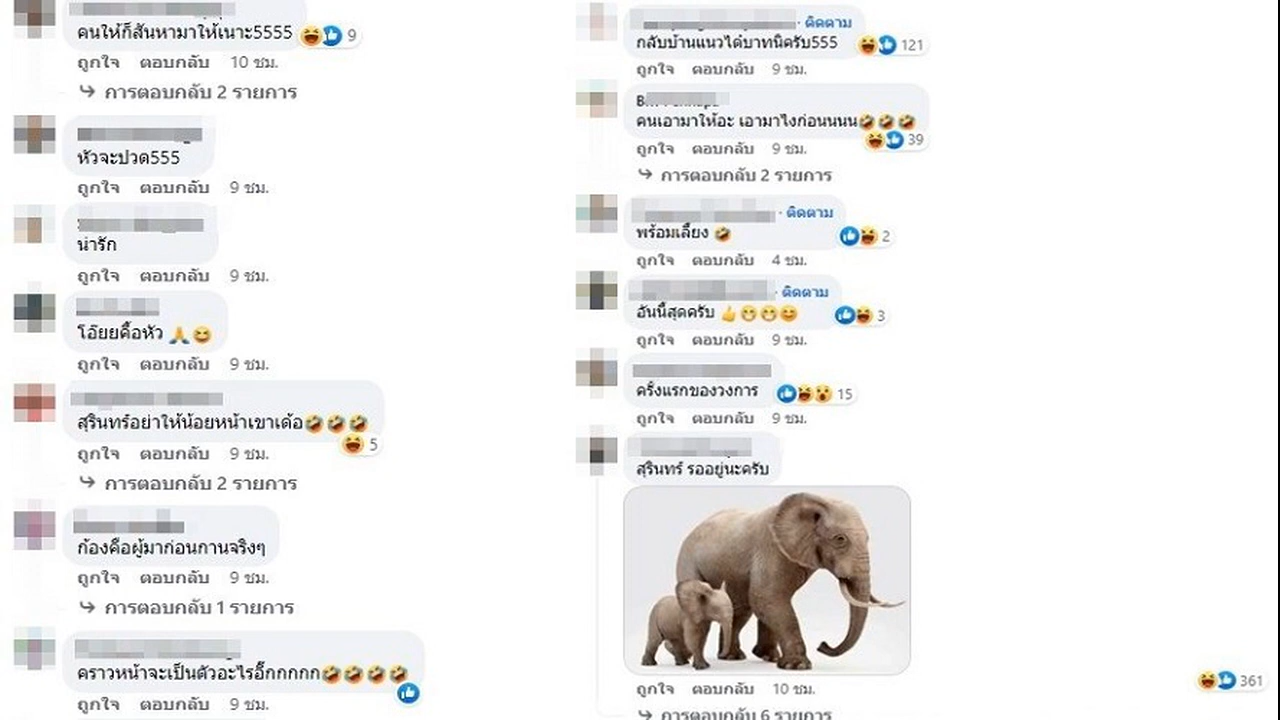 คนให้ก็สันหามาให้เนาะ5555
9
ถูกใจ ตอบกลับ 10 ชม.
การตอบกลับ 2 รายการ
หัวจะปวด555
ถูกใจ ตอบกลับ 9 ชม.
น่ารัก
ถูกใจ ตอบกลับ 9 ชม.
โอ๊ยยคื้อหัว 🙏😆
ถูกใจ ตอบกลับ 9 ชม.
สุรินทร์อย่าให้น้อยหน้าเขาเด้อ🤣🤣🤣
5
ถูกใจ ตอบกลับ 9 ชม.
การตอบกลับ 2 รายการ
ก้องคือผู้มาก่อนกานจริงๆ
ถูกใจ ตอบกลับ 9 ชม.
การตอบกลับ 1 รายการ
คราวหน้าจะเป็นตัวอะไรอี๊กกกกกก🤣🤣🤣🤣
ถูกใจ ตอบกลับ 9 ชม.
· ติดตาม
กลับบ้านแนวได๋บาทนิครับ555
121
ถูกใจ ตอบกลับ 9 ชม.
คนเอามาให้อะ เอามาไงก่อนนนน🤣🤣🤣
39
ถูกใจ ตอบกลับ 9 ชม.
การตอบกลับ 2 รายการ
· ติดตาม
พร้อมเลี้ยง 🤣
2
ถูกใจ ตอบกลับ 4 ชม.
· ติดตาม
อันนี้สุดครับ 👍😁😁😊
3
ถูกใจ ตอบกลับ 9 ชม.
ครั้งแรกของวงการ
15
ถูกใจ ตอบกลับ 9 ชม.
สุรินทร์ รออยู่นะครับ
361
ถูกใจ ตอบกลับ 10 ชม.
การตอบกลับ 6 รายการ